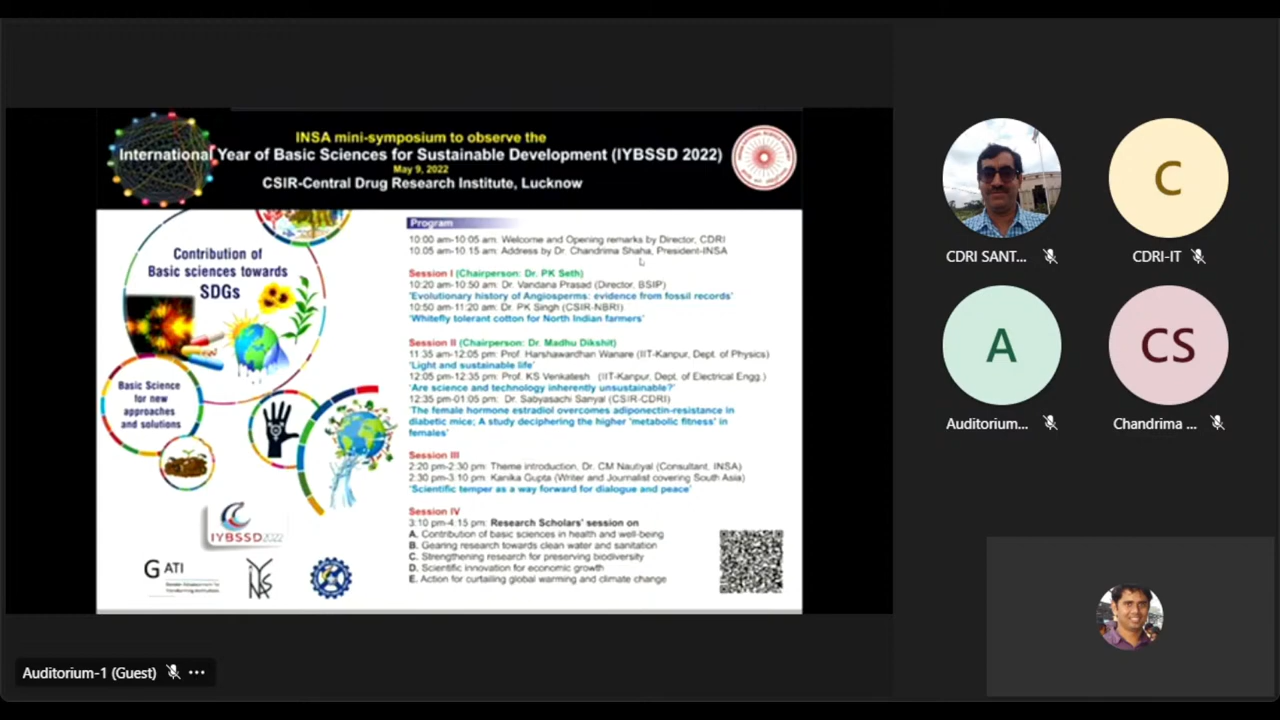 INSA mini-symposium to observe the
International Year of Basic Sciences for Sustainable Development (IYBSSD 2022)
May 9, 2022
CSIR-Central Drug Research Institute, Lucknow
Contribution of
Basic sciences towards
SDGs
Basic Science
for new
approaches
and solutions
IYBSSD2022
GATI
Program
10:00 am-10:05 am: Welcome and Opening remarks by Director, CDRI
10:05 am-10:15 am: Address by Dr. Chandrima Shaha, President-INSA
Session I (Chairperson: Dr. PK Seth)
10:20 am-10:50 am: Dr. Vandana Prasad (Director, BSIP)
'Evolutionary history of Angiosperms: evidence from fossil records'
10:50 am-11:20 am: Dr. PK Singh (CSIR-NBRI)
'Whitefly tolerant cotton for North Indian farmers'
Session II (Chairperson: Dr. Madhu Dikshit)
11:35 am-12:05 pm: Prof. Harshawardhan Wanare (IIT-Kanpur, Dept. of Physics)
'Light and sustainable life'
12:05 pm-12:35 pm: Prof. KS Venkatesh (IIT-Kanpur, Dept. of Electrical Engg.)
'Are science and technology inherently unsustainable?'
12:35 pm-01:05 pm: Dr. Sabyasachi Sanyal (CSIR-CDRI)
'The female hormone estradiol overcomes adiponectin-resistance in
diabetic mice; A study deciphering the higher 'metabolic fitness' in
females'
Session III
2:20 pm-2:30 pm: Theme introduction, Dr. CM Nautiyal (Consultant, INSA)
2:30 pm-3:10 pm: Kanika Gupta (Writer and Journalist covering South Asia)
'Scientific temper as a way forward for dialogue and peace'
Session IV
3:10 pm-4:15 pm: Research Scholars' session on
A. Contribution of basic sciences in health and well-being
B. Gearing research towards clean water and sanitation
C. Strengthening research for preserving biodiversity
D. Scientific innovation for economic growth
E. Action for curtailing global warming and climate change
CDRI SANT...
C
CDRI-IT
A
Auditorium...
CS
Chandrima ...
Auditorium-1 (Guest)